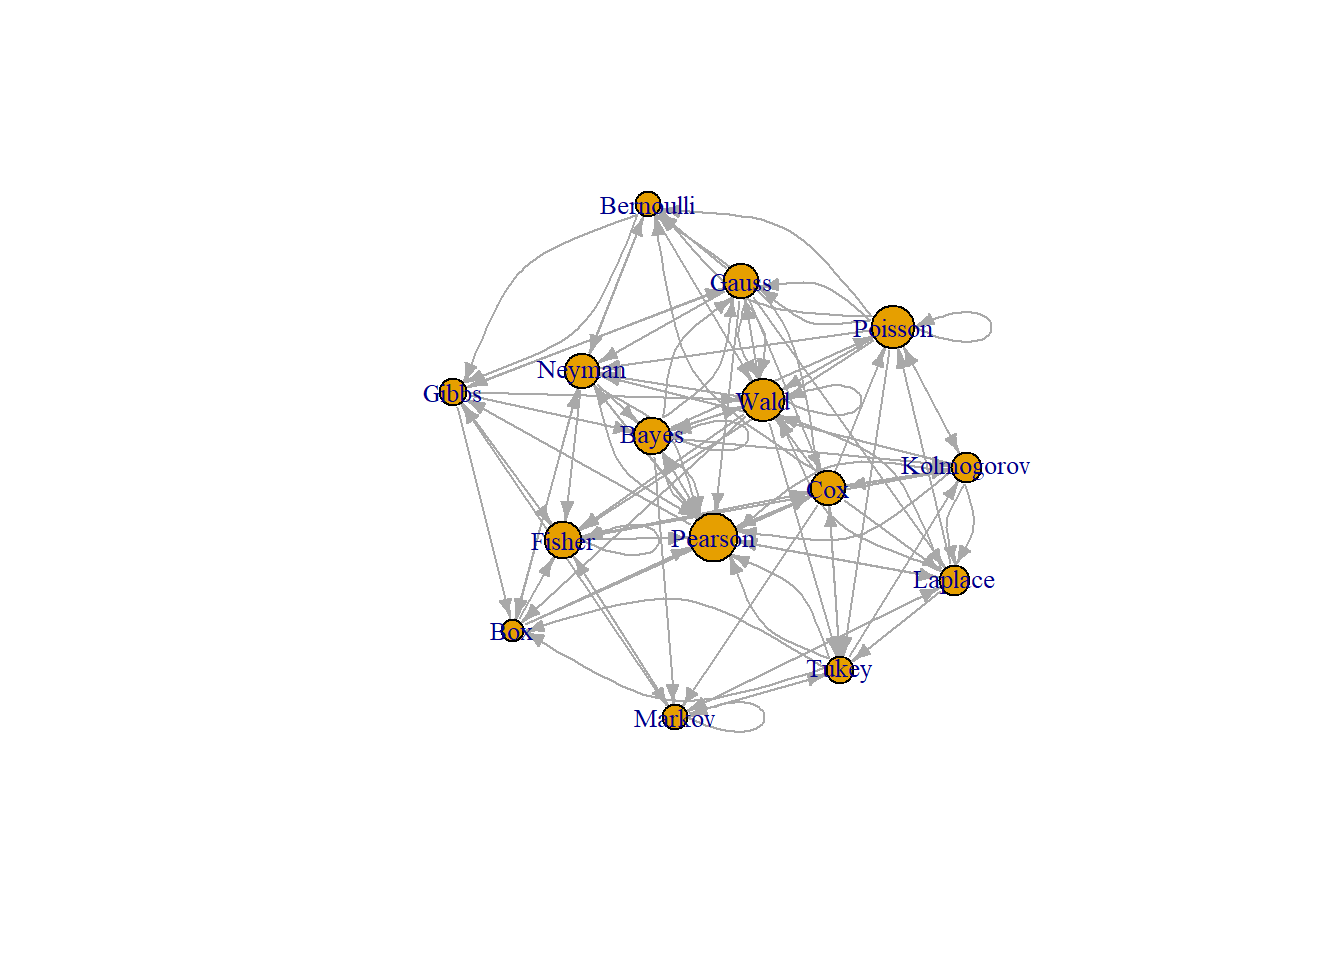 Bernoulli
Gauss
Poisson
Neyman
Gibbs
Wald
Bayes
Kolmogorov
Cox
Fisher
Pearson
Laplace
Box
Tukey
Markov